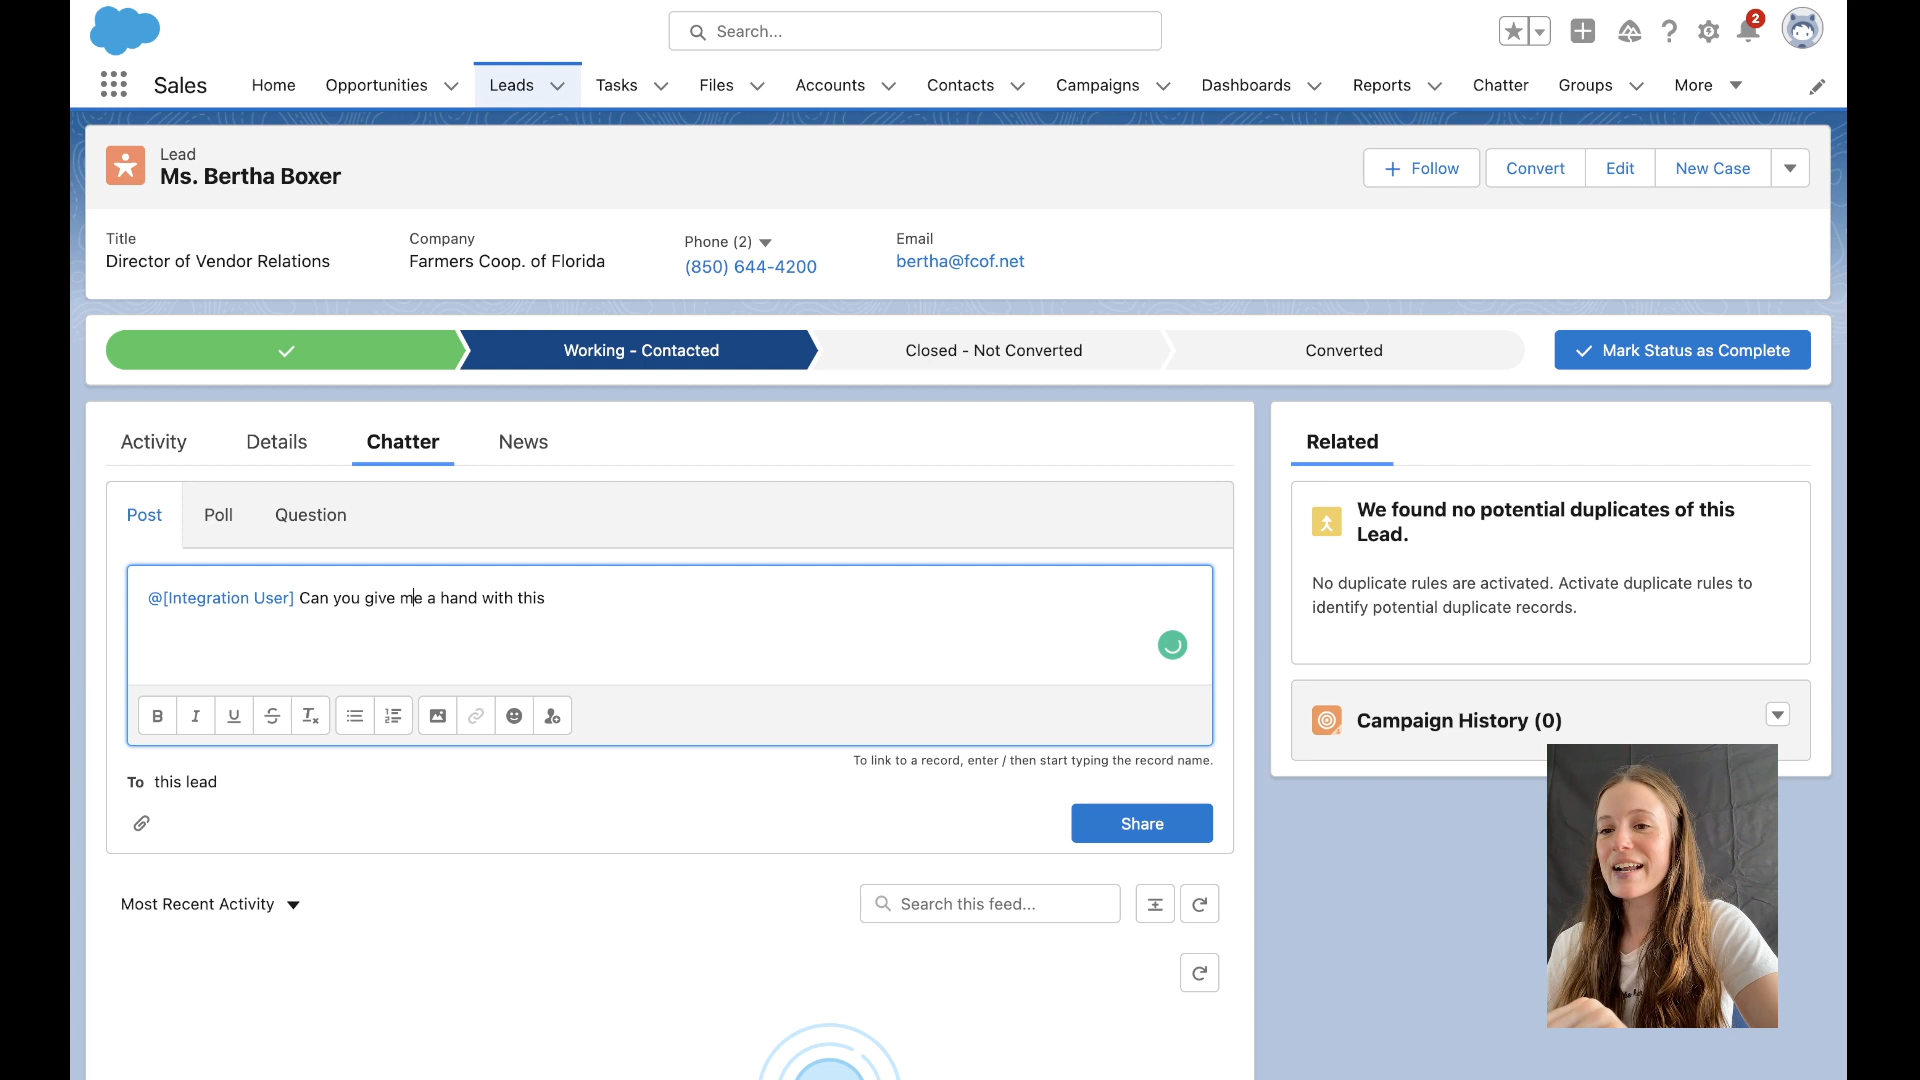 Search...
2
Sales
Home
Opportunities
Leads
Tasks
Files
Accounts
Contacts
Campaigns
Dashboards
Reports
Chatter
Groups
More
Lead
Ms. Bertha Boxer
Follow
Convert
Edit
New Case
Title
Company
Phone (2)
Email
Director of Vendor Relations
Farmers Coop. of Florida
(850) 644-4200
bertha@fcof.net
Working - Contacted
Closed - Not Converted
Converted
Mark Status as Complete
Activity
Details
Chatter
News
Post
Poll
Question
@[Integration User] Can you give me a hand with this
B I U S Tx
To link to a record, enter / then start typing the record name.
To this lead
Share
Most Recent Activity
Search this feed...
Related
We found no potential duplicates of this
Lead.
No duplicate rules are activated. Activate duplicate rules to
identify potential duplicate records.
Campaign History (0)